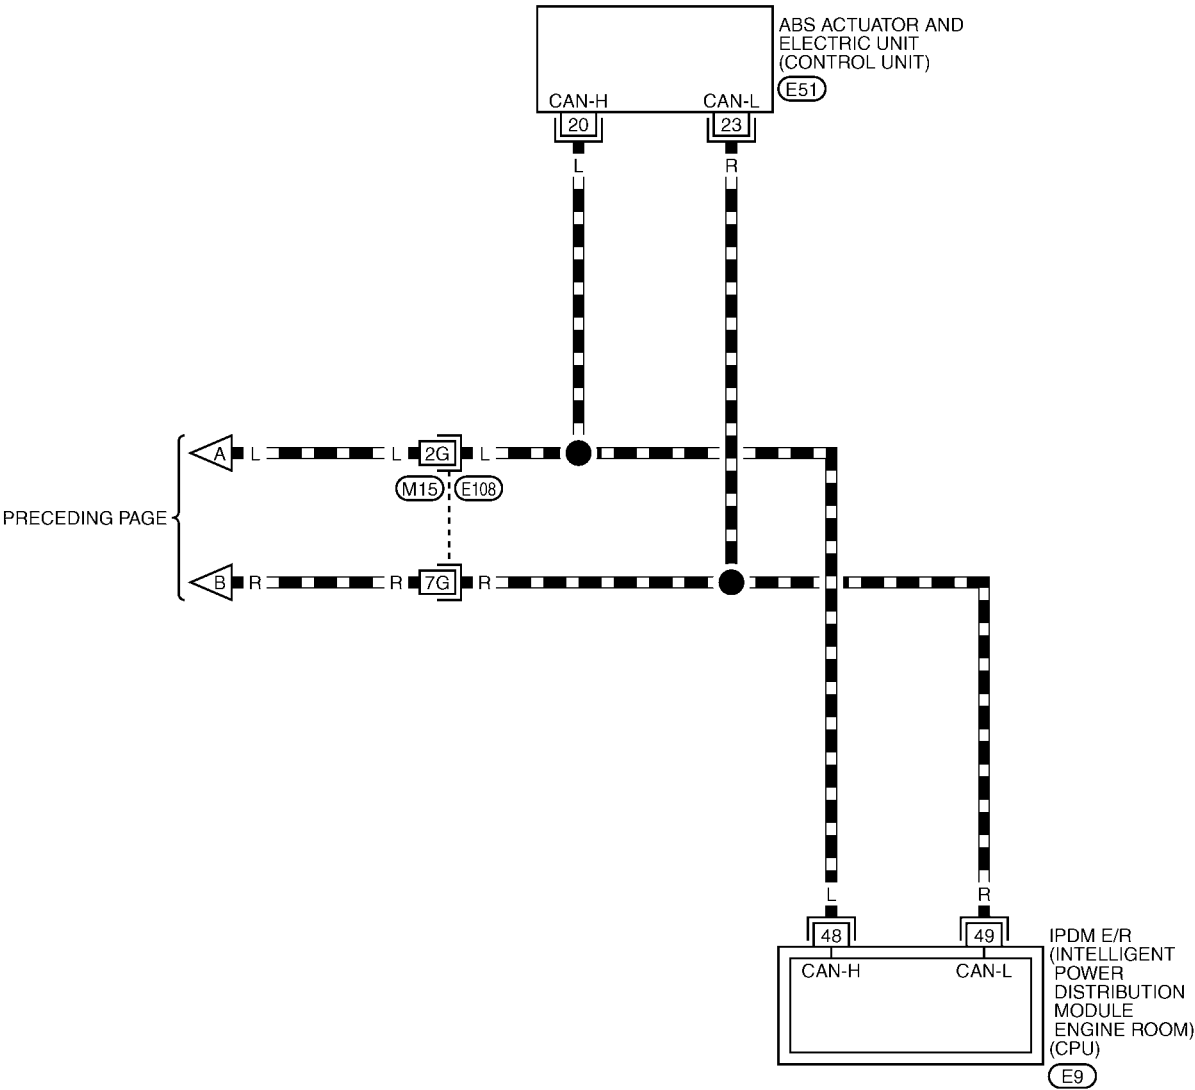 ABS ACTUATOR AND
ELECTRIC UNIT
(CONTROL UNIT)
E51
CAN-H CAN-L
20 23
L R
A L L 2G L
M15 E108
PRECEDING PAGE
B R R 7G R
L R
48 49
CAN-H CAN-L
IPDM E/R
(INTELLIGENT
POWER
DISTRIBUTION
MODULE
ENGINE ROOM)
(CPU)
E9